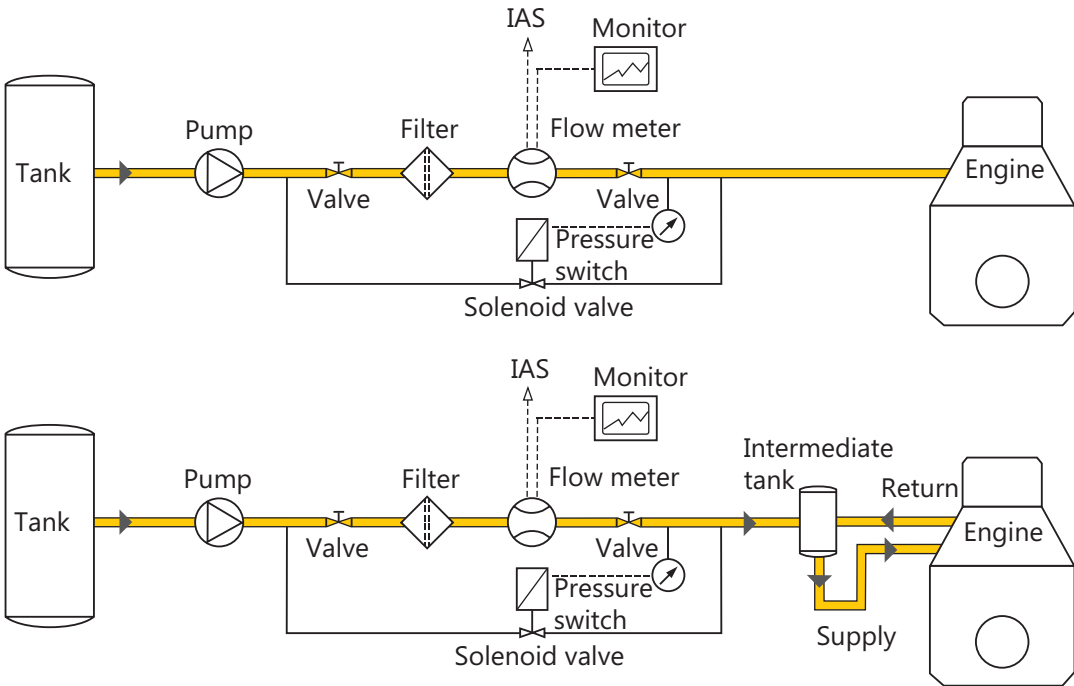 IAS
Monitor
Pump
Filter
Flow meter
Tank
Engine
Valve
Valve
Pressure
switch
Solenoid valve
IAS
Monitor
Intermediate
tank
Pump
Filter
Flow meter
Return
Tank
Engine
Valve
Valve
Pressure
switch
Supply
Solenoid valve